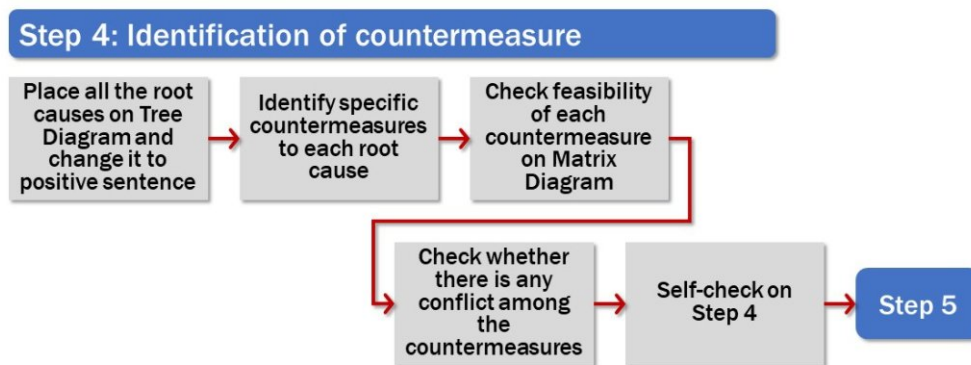 Step 4: Identification of countermeasure
Place all the root
causes on Tree
Diagram and
change it to
positive sentence
Identify specific
countermeasures
to each root
cause
Check feasibility
of each
countermeasure
on Matrix
Diagram
Check whether
there is any
conflict among
the
countermeasures
Self-check on
Step 4
Step 5